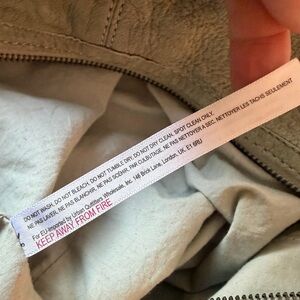 DO NOT WASH, DO NOT BLEACH, DO NOT TUMBLE DRY, DO NOT DRY CLEAN, SPOT CLEAN ONLY.
NE PAS LAVER, NE PAS BLANCHIR, NE PAS SÉCHER PAR CULBUTAGE, NE PAS NETTOYER A SEC. NETTOYER LES TACHS SEULEMENT
For EU imported by Urban Outfitters Wholesale, Inc. 146 Brick Lane, London, UK, E1 6RU
KEEP AWAY FROM FIRE